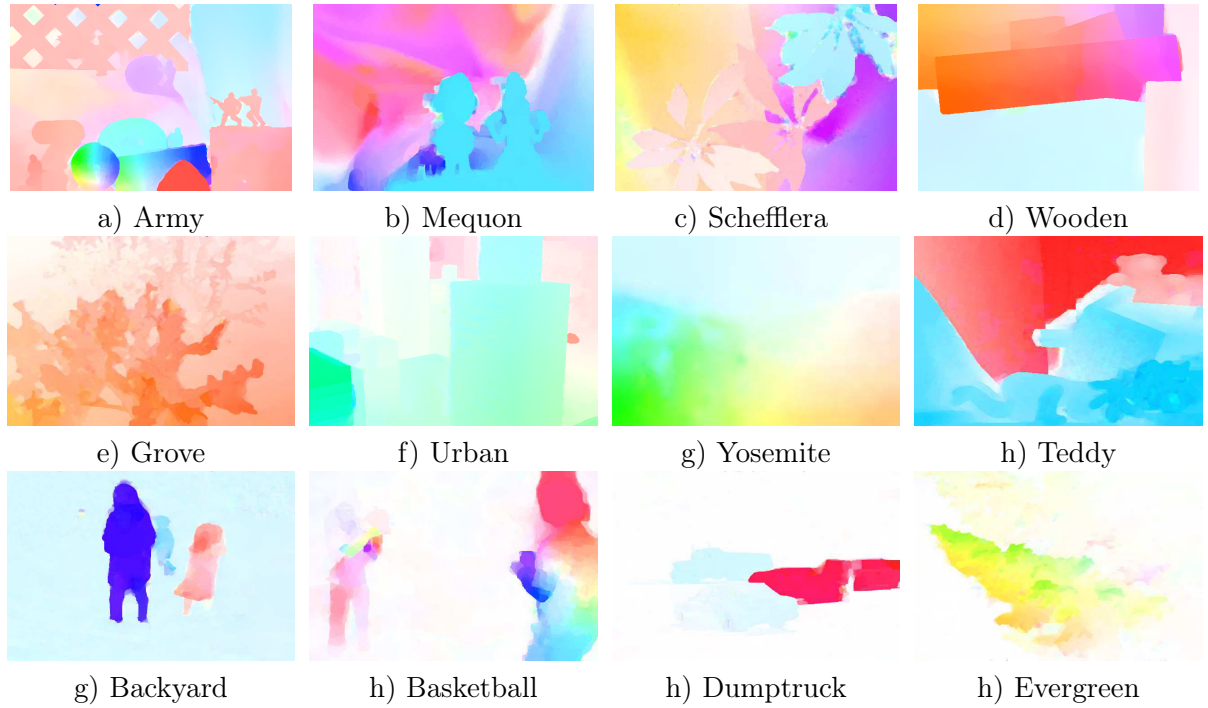 a) Army
b) Mequon
c) Schefflera
d) Wooden
e) Grove
f) Urban
g) Yosemite
h) Teddy
g) Backyard
h) Basketball
h) Dumptruck
h) Evergreen